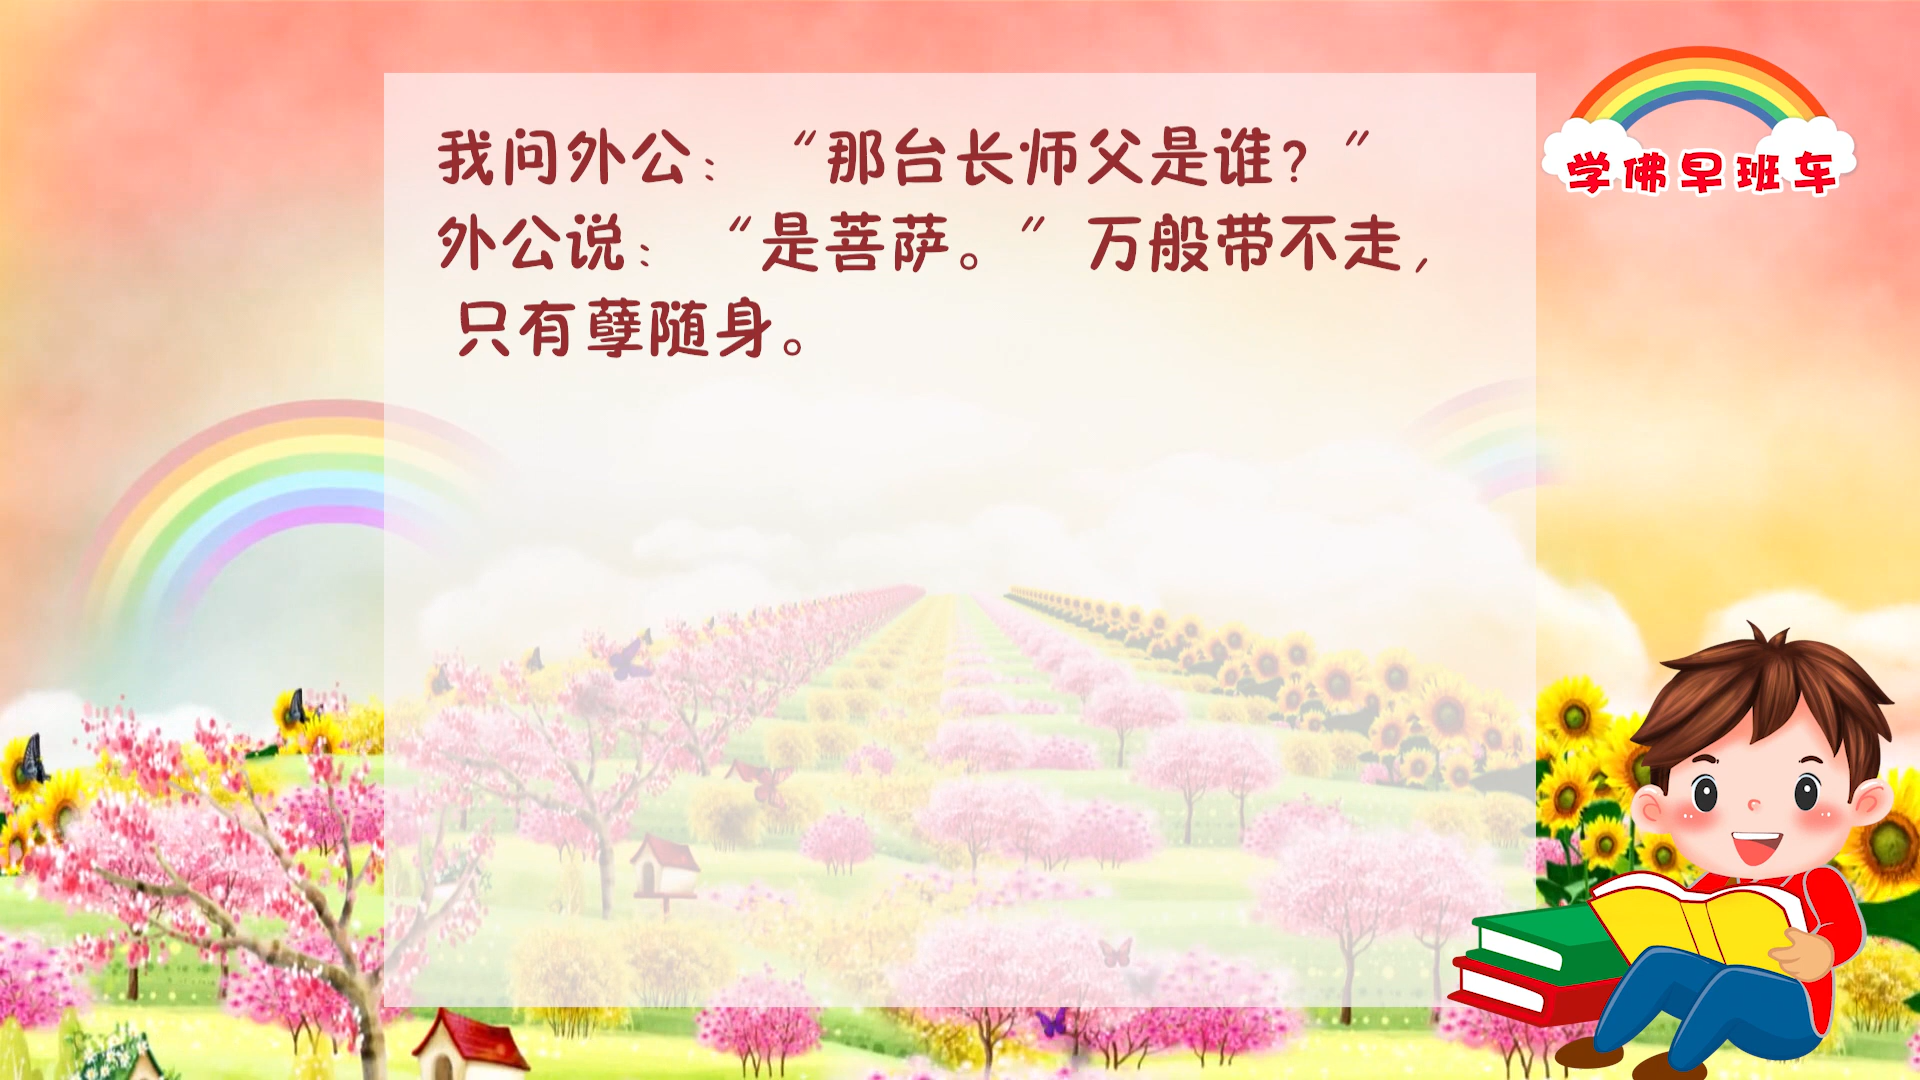 我问外公：“那台长师父是谁？”
外公说：“是菩萨。”万般带不走，
只有孽随身。
学佛早班车